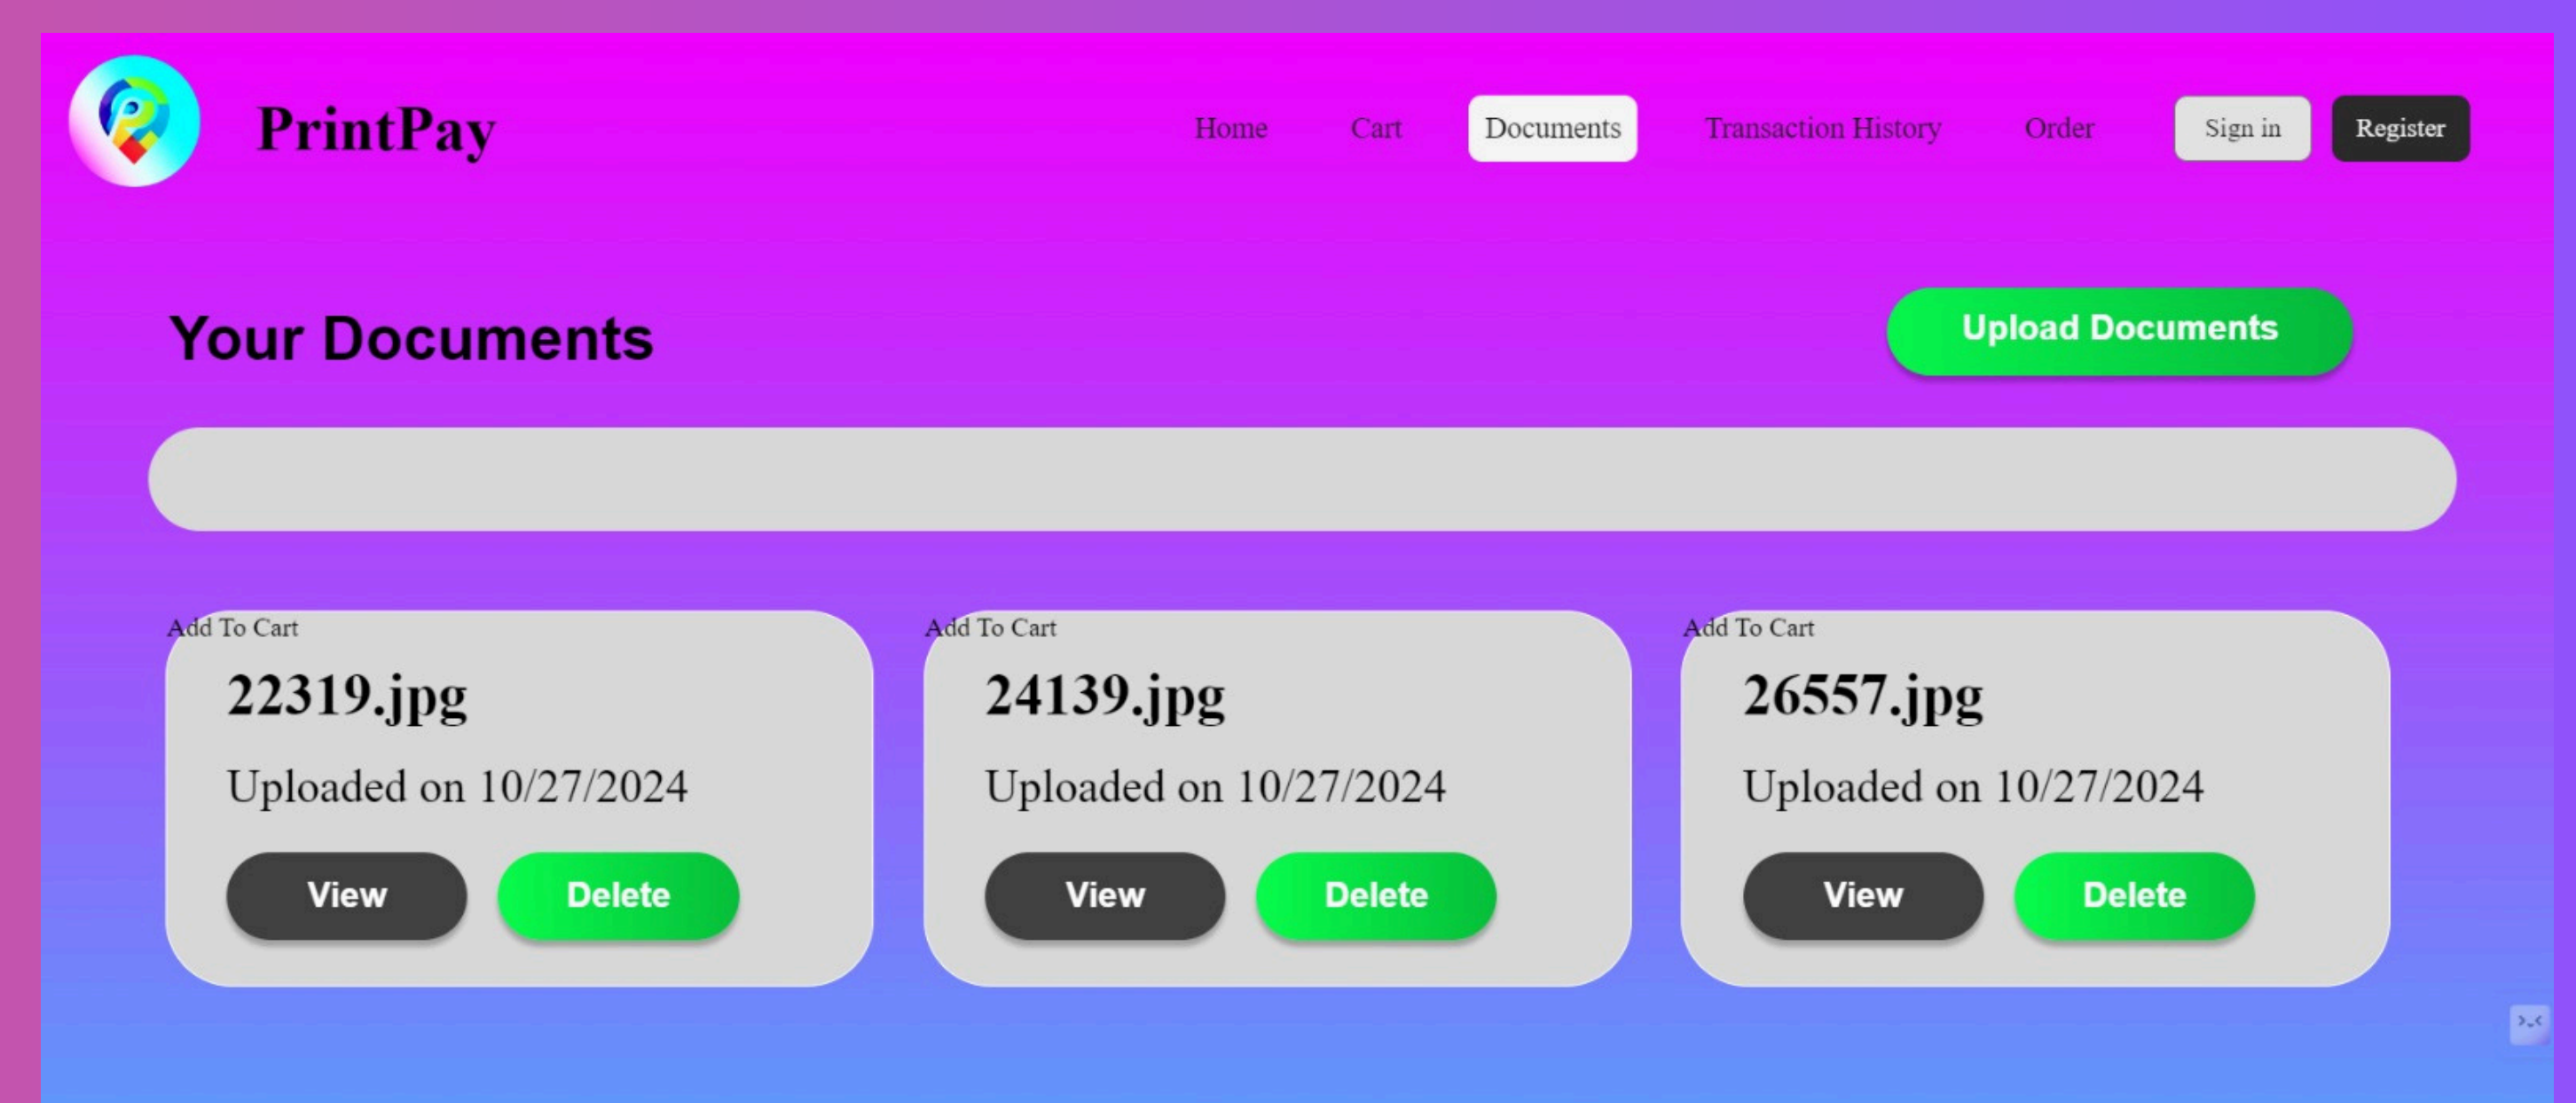 PrintPay
Home Cart Documents Transaction History Order Sign in Register
Your Documents
Upload Documents
Add To Cart
22319.jpg
Uploaded on 10/27/2024
View Delete
Add To Cart
24139.jpg
Uploaded on 10/27/2024
View Delete
Add To Cart
26557.jpg
Uploaded on 10/27/2024
View Delete